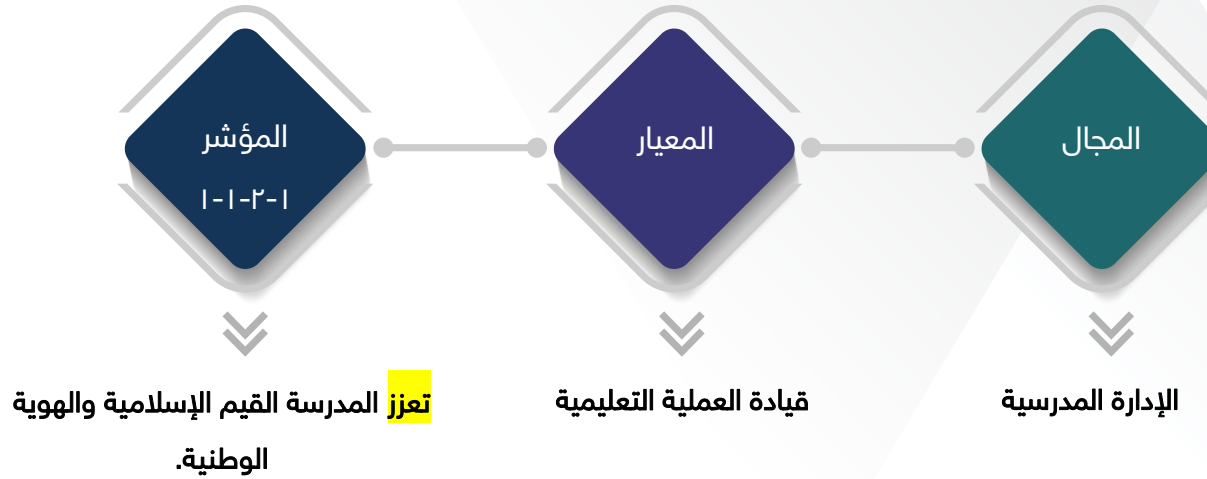 المجال
المعيار
المؤشر
١-٢-١-١
الإدارة المدرسية
قيادة العملية التعليمية
تعزز المدرسة القيم الإسلامية والهوية
الوطنية.